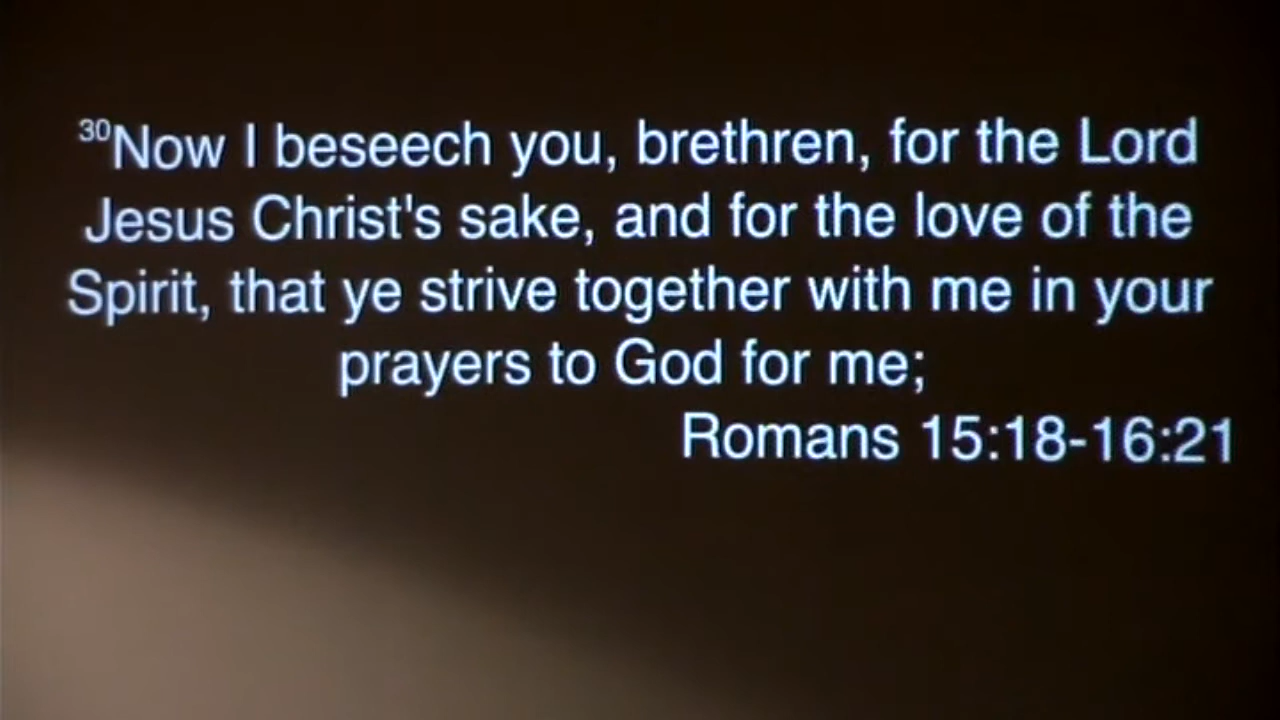 30Now I beseech you, brethren, for the Lord
Jesus Christ's sake, and for the love of the
Spirit, that ye strive together with me in your
prayers to God for me;
Romans 15:18-16:21